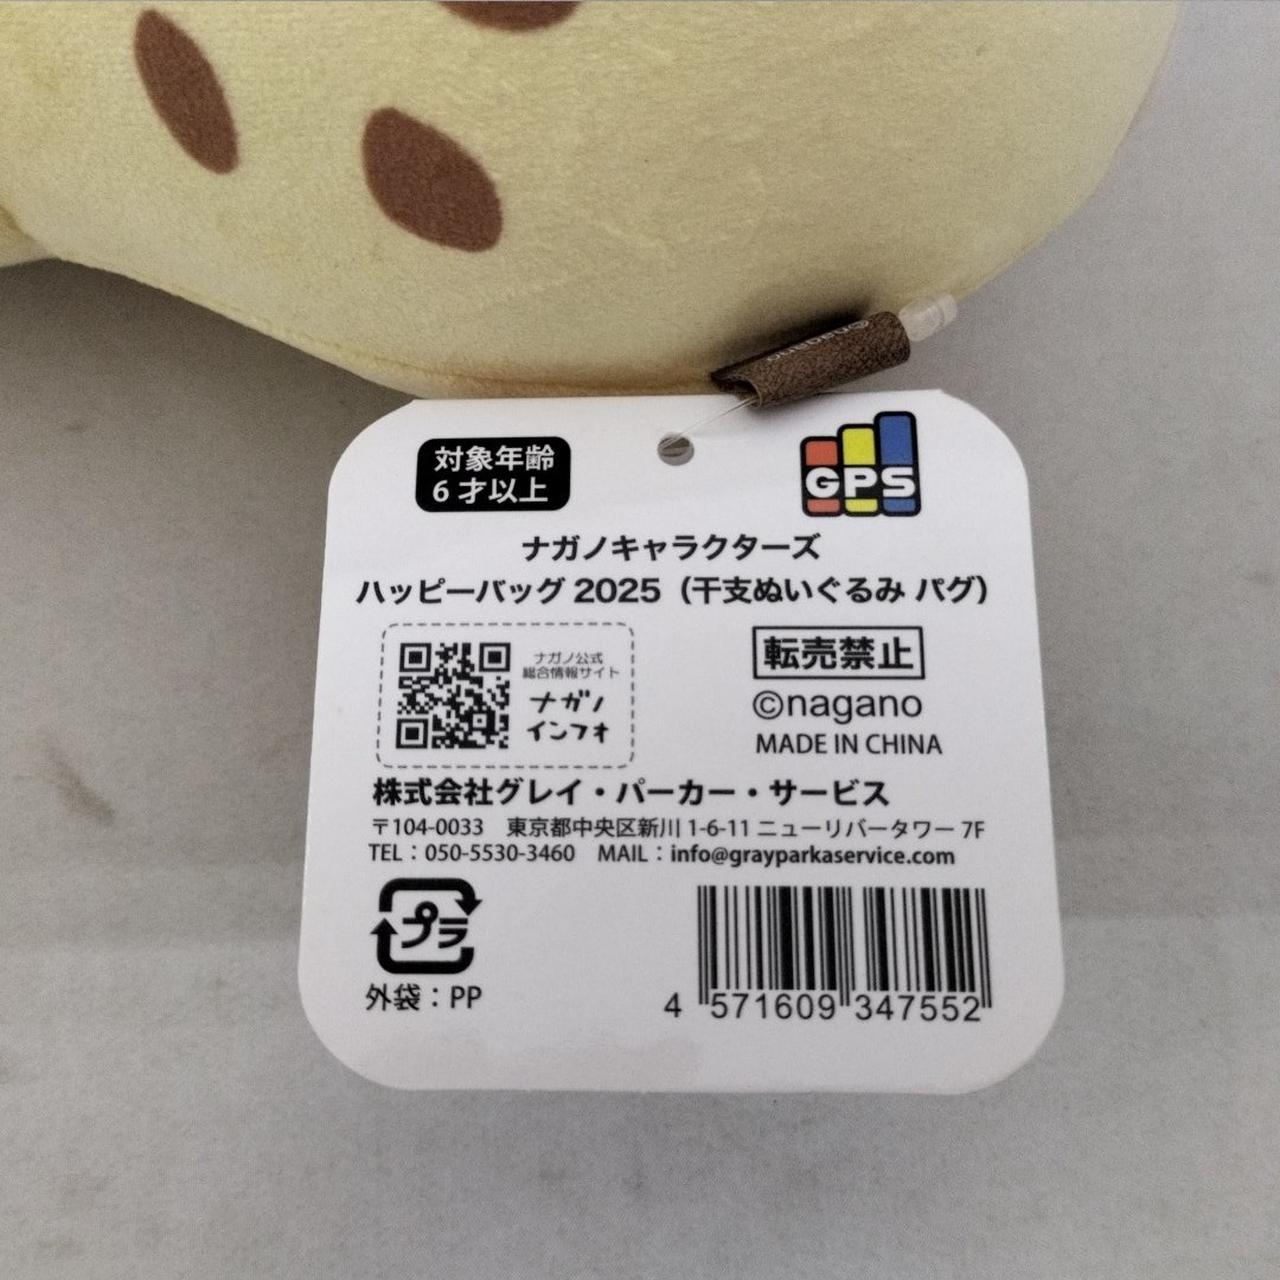 ©nagano
対象年齢
6才以上
GPS
ナガノキャラクターズ
ハッピーバッグ 2025（干支ぬいぐるみ パグ）
ナガノ公式
総合情報サイト
ナガノ
インフォ
転売禁止
©nagano
MADE IN CHINA
株式会社グレイ・パーカー・サービス
〒104-0033 東京都中央区新川 1-6-11 ニューリバータワー 7F
TEL：050-5530-3460 MAIL：info@grayparkaservice.com
プラ
外袋：PP
4 571609 347552